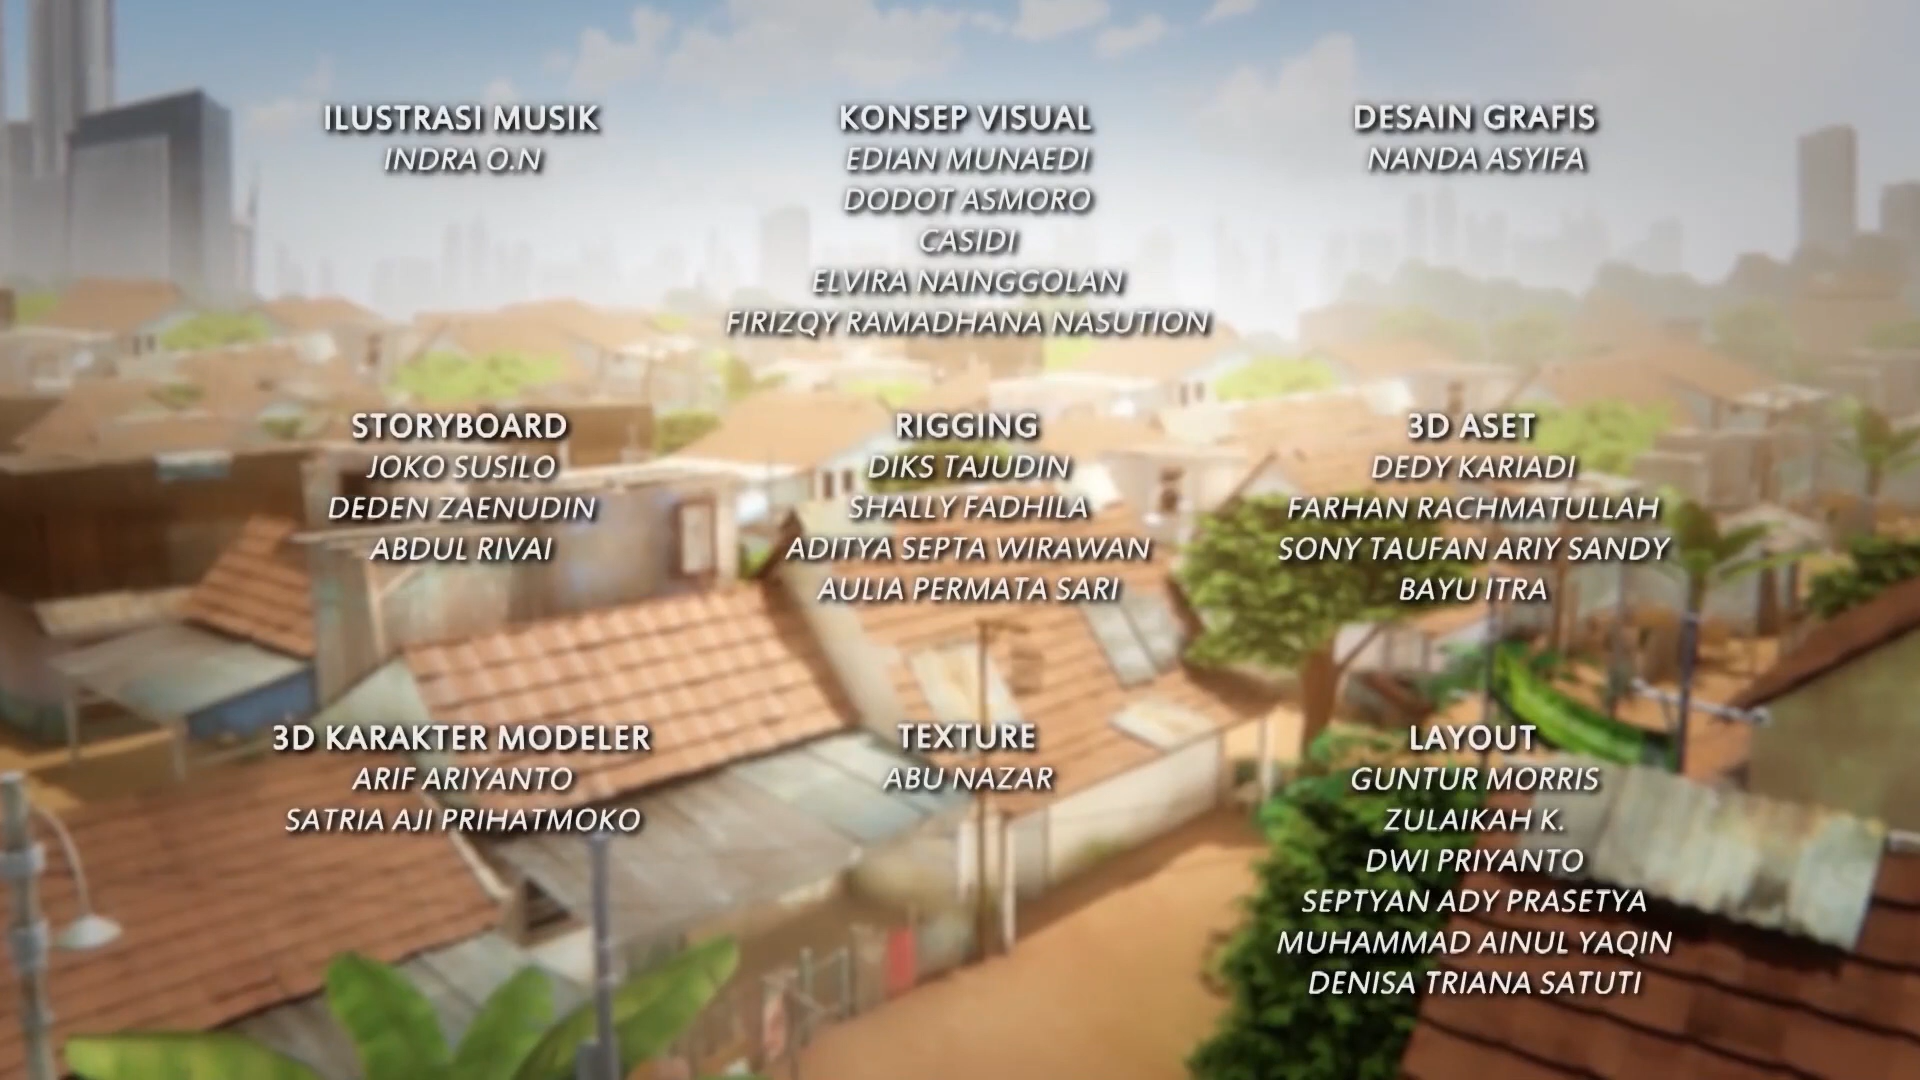 ILUSTRASI MUSIK
INDRA O.N
KONSEP VISUAL
EDIAN MUNAEDI
DODOT ASMORO
CASIDI
ELVIRA NAINGGOLAN
FIRIZQY RAMADHANA NASUTION
DESAIN GRAFIS
NANDA ASYIFA
STORYBOARD
JOKO SUSILO
DEDEN ZAENUDIN
ABDUL RIVAI
RIGGING
DIKS TAJUDIN
SHALLY FADHILA
ADITYA SEPTA WIRAWAN
AULIA PERMATA SARI
3D ASET
DEDY KARIADI
FARHAN RACHMATULLAH
SONY TAUFAN ARIY SANDY
BAYU ITRA
3D KARAKTER MODELER
ARIF ARIYANTO
SATRIA AJI PRIHATMOKO
TEXTURE
ABU NAZAR
LAYOUT
GUNTUR MORRIS
ZULAIKAH K.
DWI PRIYANTO
SEPTYAN ADY PRASETYA
MUHAMMAD AINUL YAQIN
DENISA TRIANA SATUTI